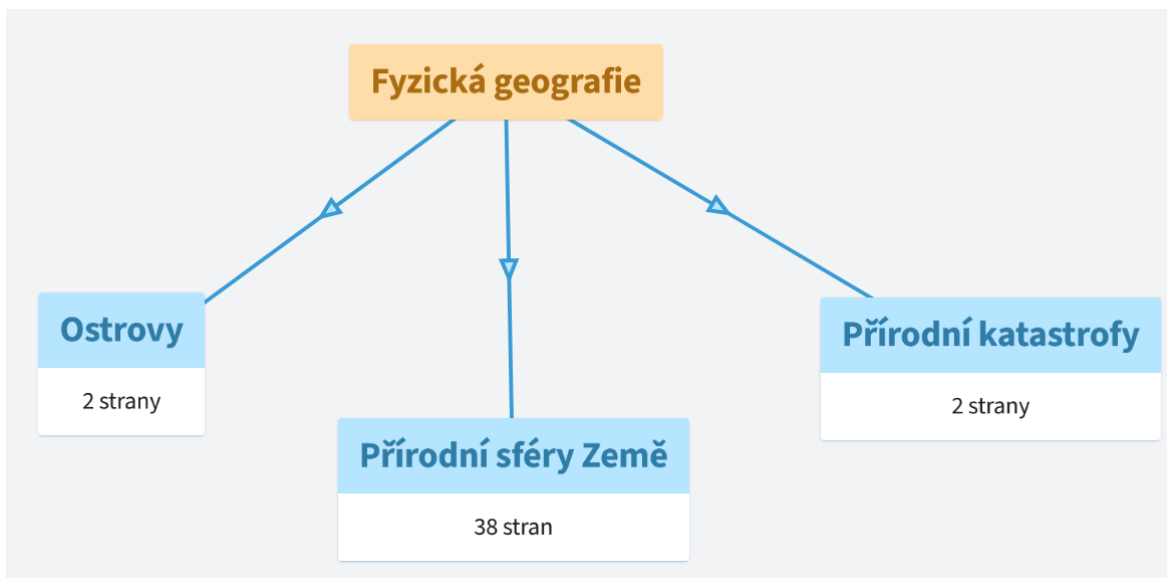 Fyzická geografie
Ostrovy
2 strany
Přírodní sféry Země
38 stran
Přírodní katastrofy
2 strany